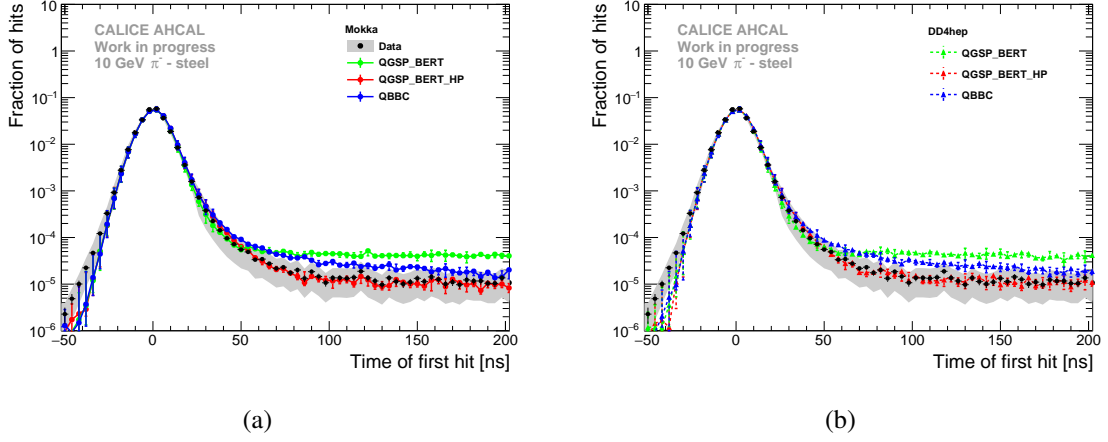 Fraction of hits
1
10⁻¹
10⁻²
10⁻³
10⁻⁴
10⁻⁵
10⁻⁶
CALICE AHCAL
Work in progress
10 GeV π⁻ - steel
Mokka
Data
QGSP_BERT
QGSP_BERT_HP
QBBC
−50 0 50 100 150 200
Time of first hit [ns]
(a)
Fraction of hits
1
10⁻¹
10⁻²
10⁻³
10⁻⁴
10⁻⁵
10⁻⁶
CALICE AHCAL
Work in progress
10 GeV π⁻ - steel
DD4hep
QGSP_BERT
QGSP_BERT_HP
QBBC
−50 0 50 100 150 200
Time of first hit [ns]
(b)